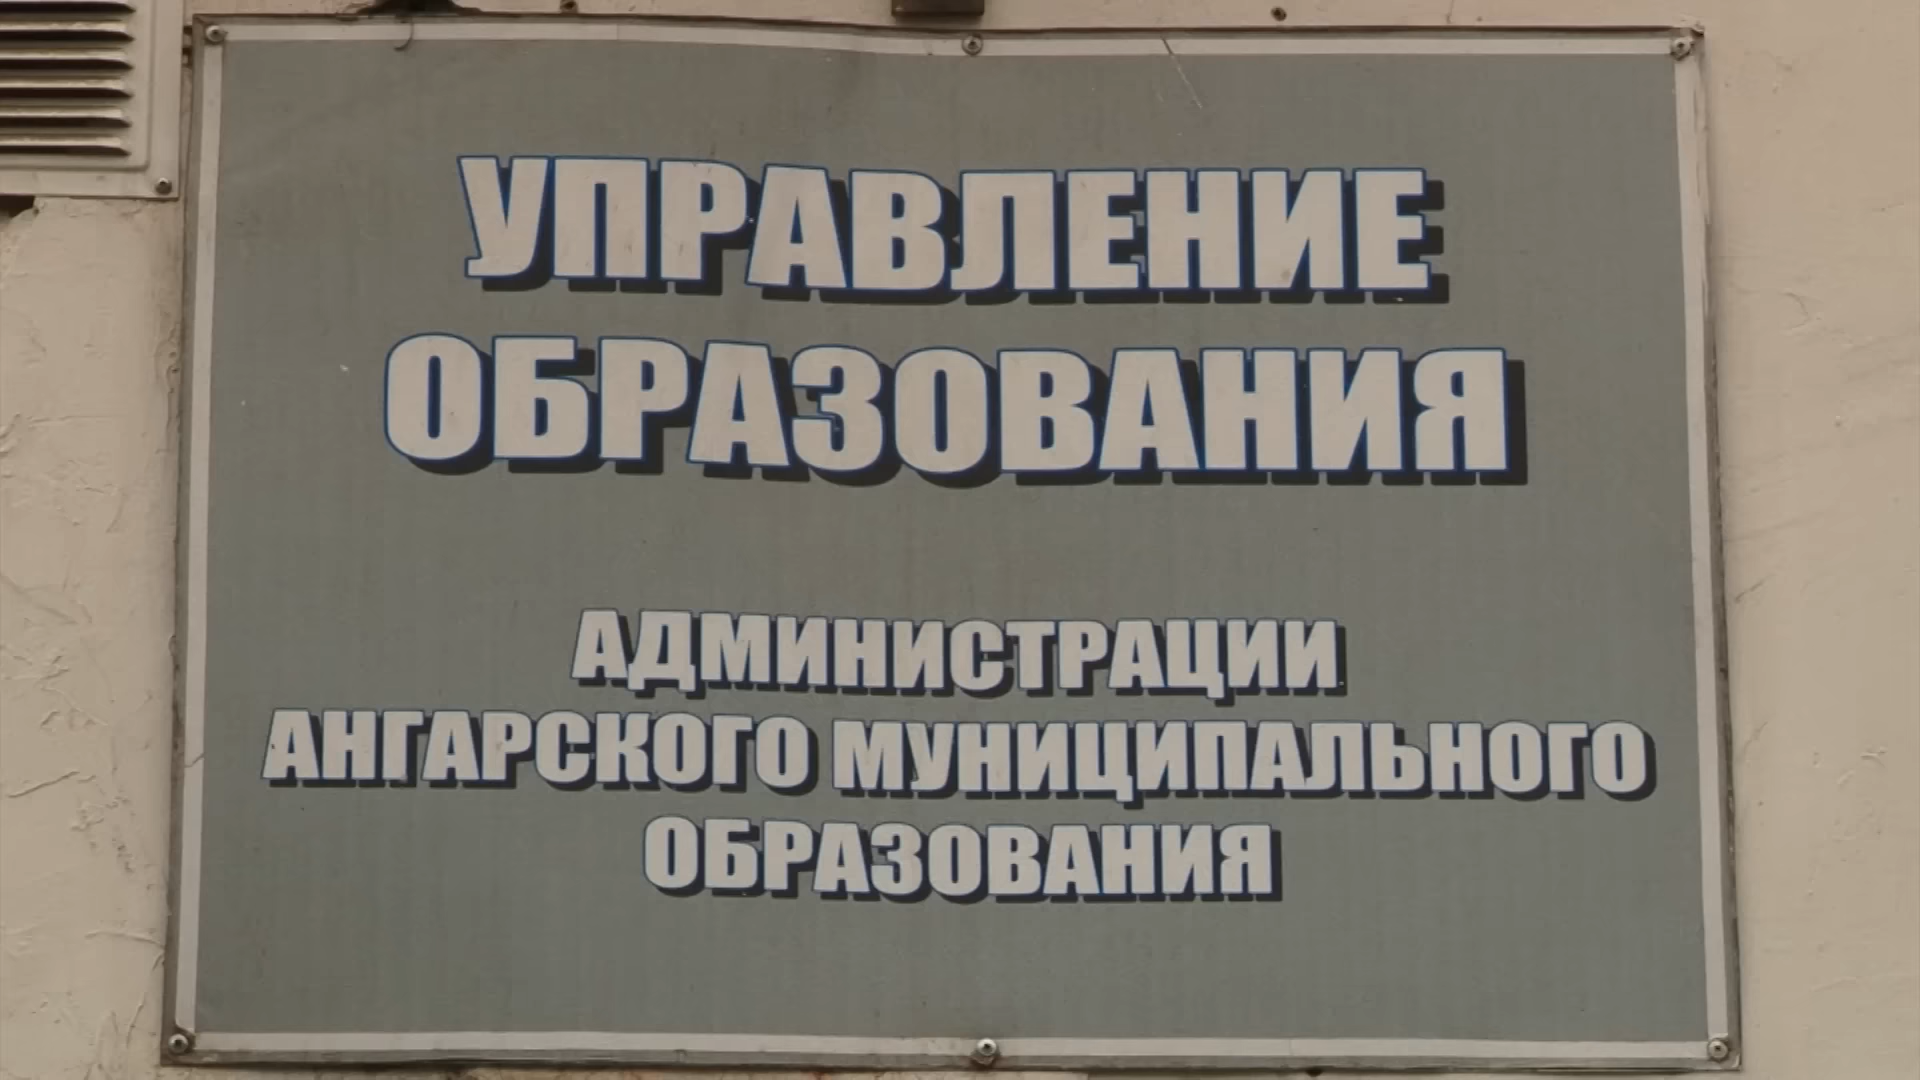 УПРАВЛЕНИЕ
ОБРАЗОВАНИЯ
АДМИНИСТРАЦИИ
АНГАРСКОГО МУНИЦИПАЛЬНОГО
ОБРАЗОВАНИЯ